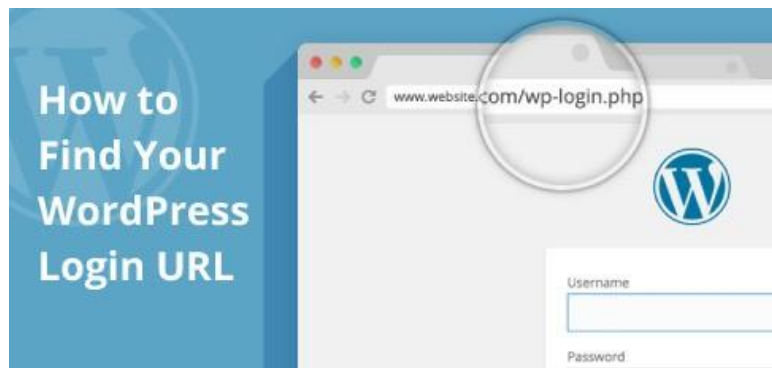 How to
Find Your
WordPress
Login URL
www.website.com/wp-login.php
Username
Password